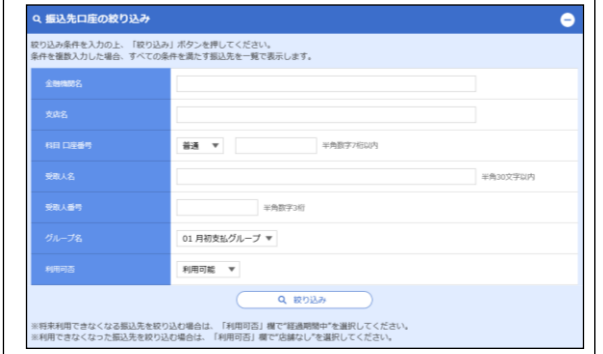 振込先口座の絞り込み
絞り込み条件を入力の上、「絞り込み」ボタンを押してください。
条件を複数入力した場合、すべての条件を満たす振込先を一覧で表示します。
金融機関名
支店名
科目 口座番号 普通 ▼ 半角数字7桁以内
受取人名 半角30文字以内
受取人番号 半角数字3桁
グループ名 01 月初支払グループ ▼
利用可否 利用可能 ▼
絞り込み
※将来利用できなくなる振込先を絞り込む場合は、「利用可否」欄で"経過期間中"を選択してください。
※利用できなくなった振込先を絞り込む場合は、「利用可否」欄で"店舗なし"を選択してください。